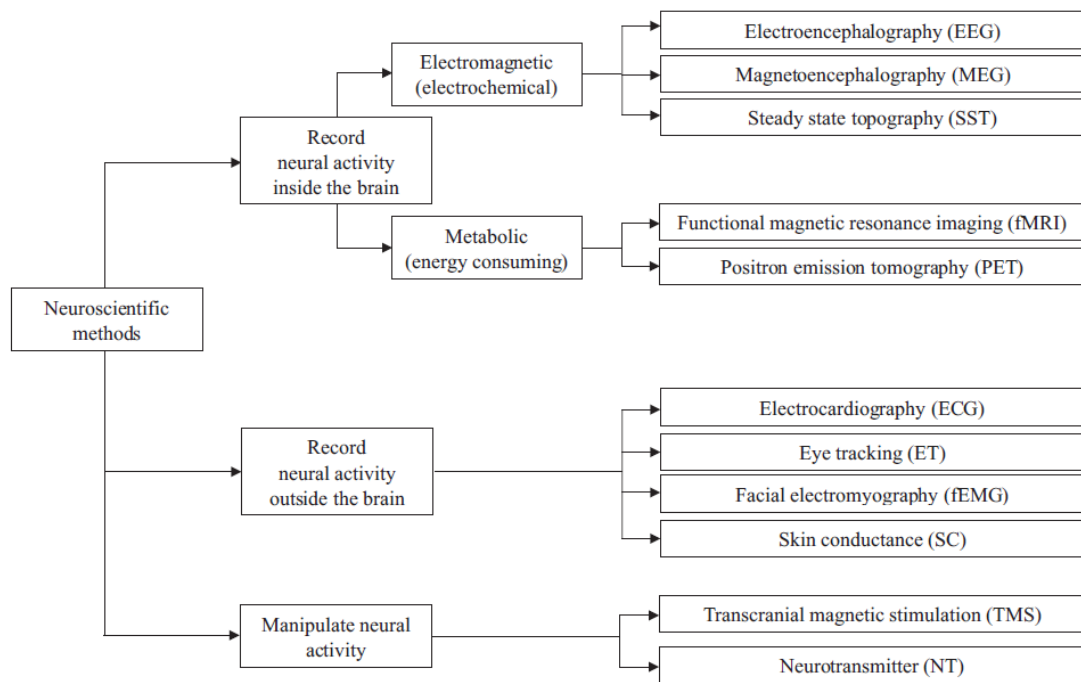 Electroencephalography (EEG)
Electromagnetic
(electrochemical)
Magnetoencephalography (MEG)
Steady state topography (SST)
Record
neural activity
inside the brain
Functional magnetic resonance imaging (fMRI)
Metabolic
(energy consuming)
Positron emission tomography (PET)
Neuroscientific
methods
Electrocardiography (ECG)
Record
neural activity
outside the brain
Eye tracking (ET)
Facial electromyography (fEMG)
Skin conductance (SC)
Manipulate neural
activity
Transcranial magnetic stimulation (TMS)
Neurotransmitter (NT)